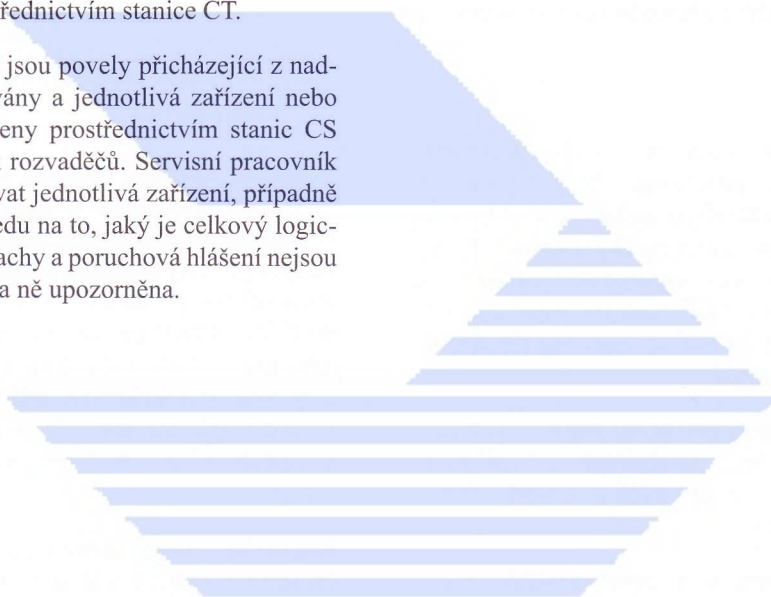 střednictvím stanice CT.
jsou povely přicházející z nad-
vány a jednotlivá zařízení nebo
eny prostřednictvím stanic CS
rozvaděčů. Servisní pracovník
vat jednotlivá zařízení, případně
edu na to, jaký je celkový logic-
achy a poruchová hlášení nejsou
a ně upozorněna.